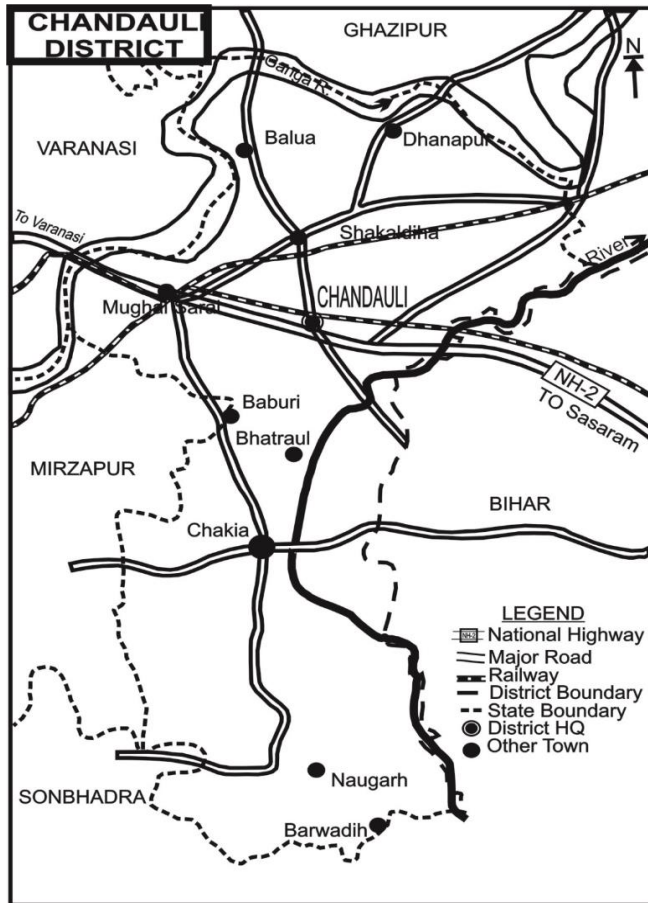 CHANDAULI
DISTRICT
GHAZIPUR
N
Ganga R.
Balua
Dhanapur
VARANASI
To Varanasi
Shakaldiha
River
Mughal Sarai
CHANDAULI
NH-2
TO Sasaram
Baburi
Bhatraul
MIRZAPUR
BIHAR
Chakia
LEGEND
NH-2 National Highway
Major Road
Railway
District Boundary
State Boundary
District HQ
Other Town
Naugarh
SONBHADRA
Barwadih